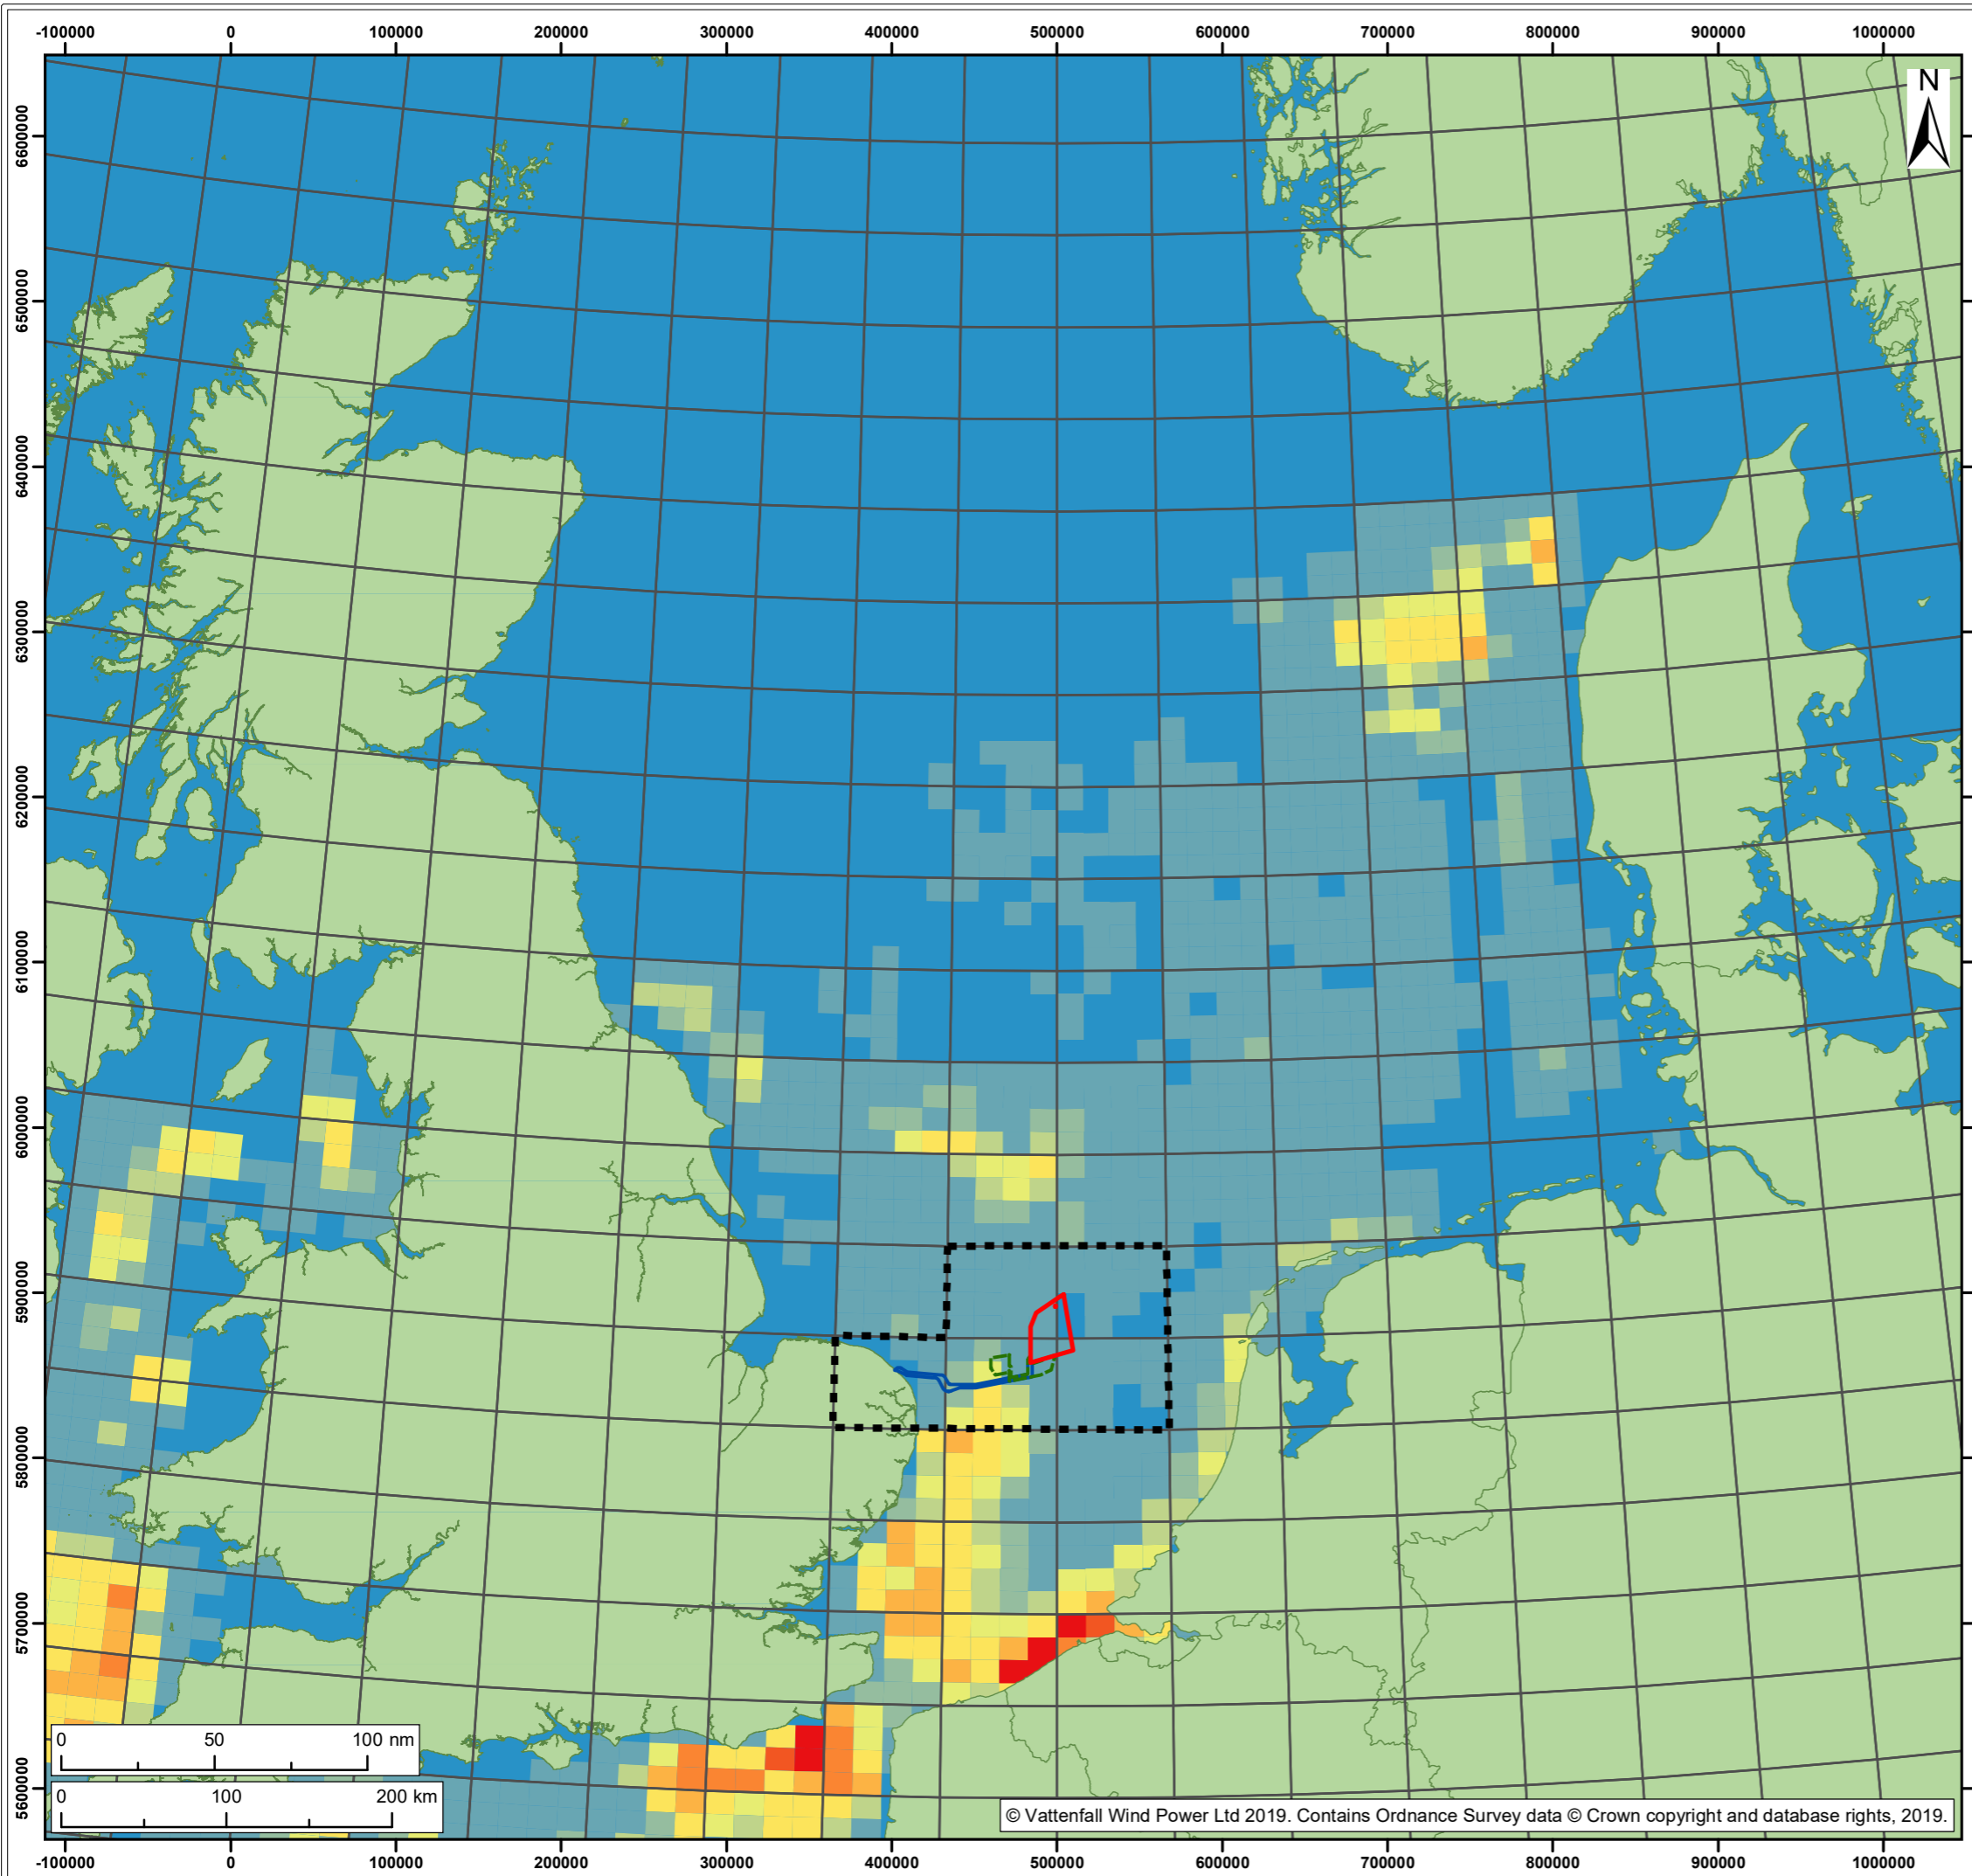 -100000 0 100000 200000 300000 400000 500000 600000 700000 800000 900000 1000000
N
6600000
6500000
6400000
6300000
6200000
6100000
6000000
5900000
5800000
5700000
5600000
0 50 100 nm
0 100 200 km
© Vattenfall Wind Power Ltd 2019. Contains Ordnance Survey data © Crown copyright and database rights, 2019.
-100000 0 100000 200000 300000 400000 500000 600000 700000 800000 900000 1000000